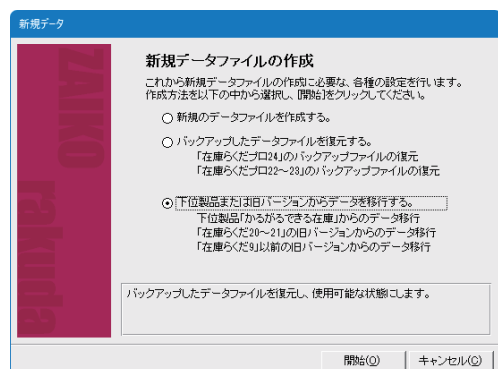 新規データ
ZAIKO rakuda
新規データファイルの作成
これから新規データファイルの作成に必要な、各種の設定を行います。
作成方法を以下の中から選択し、[開始]をクリックしてください。
新規のデータファイルを作成する。
バックアップしたデータファイルを復元する。
「在庫らくだプロ24」のバックアップファイルの復元
「在庫らくだプロ22～23」のバックアップファイルの復元
下位製品または旧バージョンからデータを移行する。
下位製品「かるがるできる在庫」からのデータ移行
「在庫らくだ20～21」の旧バージョンからのデータ移行
「在庫らくだ9」以前の旧バージョンからのデータ移行
バックアップしたデータファイルを復元し、使用可能な状態にします。
開始(O)
キャンセル(C)